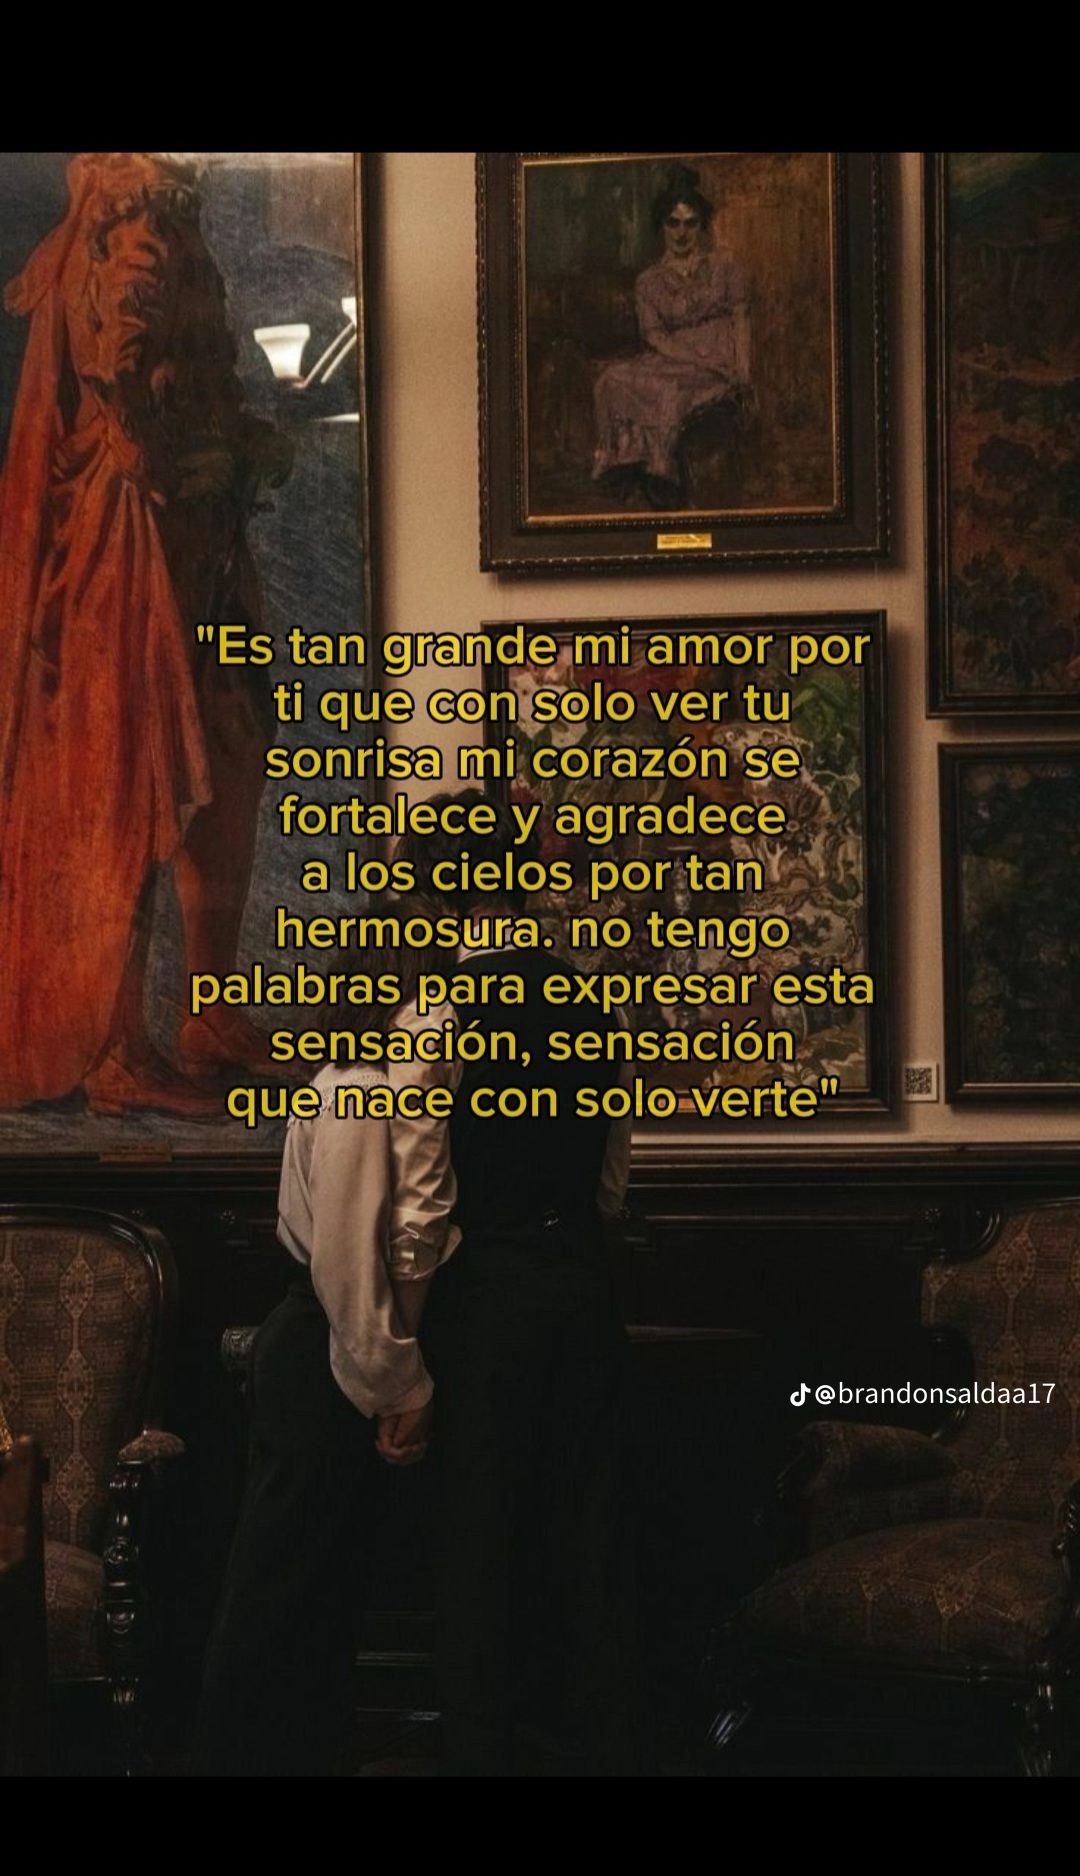 "Es tan grande mi amor por
ti que con solo ver tu
sonrisa mi corazón se
fortalece y agradece
a los cielos por tan
hermosura. no tengo
palabras para expresar esta
sensación, sensación
que nace con solo verte"
@brandonsaldaa17